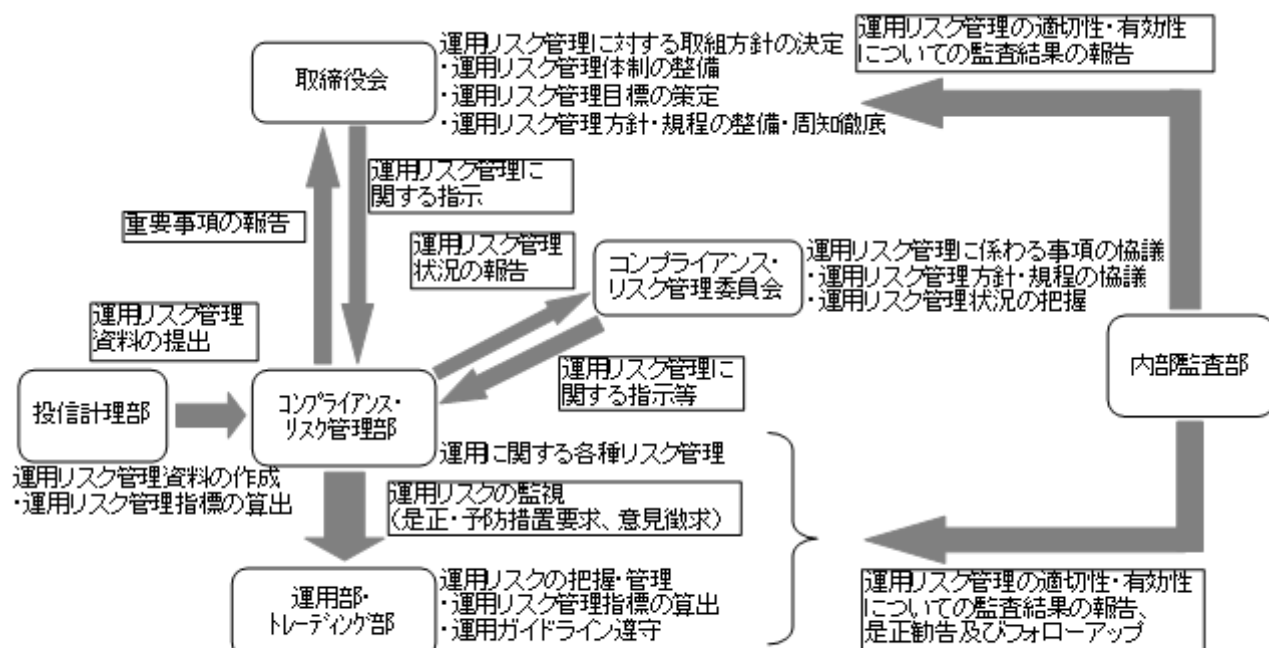 運用リスク管理に対する取組方針の決定
・運用リスク管理体制の整備
・運用リスク管理目標の策定
・運用リスク管理方針・規程の整備・周知徹底
取締役会
運用リスク管理の適切性・有効性
についての監査結果の報告
運用リスク管理に
関する指示
重要事項の報告
運用リスク管理
状況の報告
コンプライアンス・
リスク管理委員会
運用リスク管理に係わる事項の協議
・運用リスク管理方針・規程の協議
・運用リスク管理状況の把握
運用リスク管理
資料の提出
運用リスク管理に
関する指示等
内部監査部
投信計理部
コンプライアンス・
リスク管理部
運用に関する各種リスク管理
運用リスク管理資料の作成
・運用リスク管理指標の算出
運用リスクの監視
（是正・予防措置要求、意見徴求）
運用部・
トレーディング部
運用リスクの把握・管理
・運用リスク管理指標の算出
・運用ガイドライン遵守
運用リスク管理の適切性・有効性
についての監査結果の報告、
是正勧告及びフォローアップ